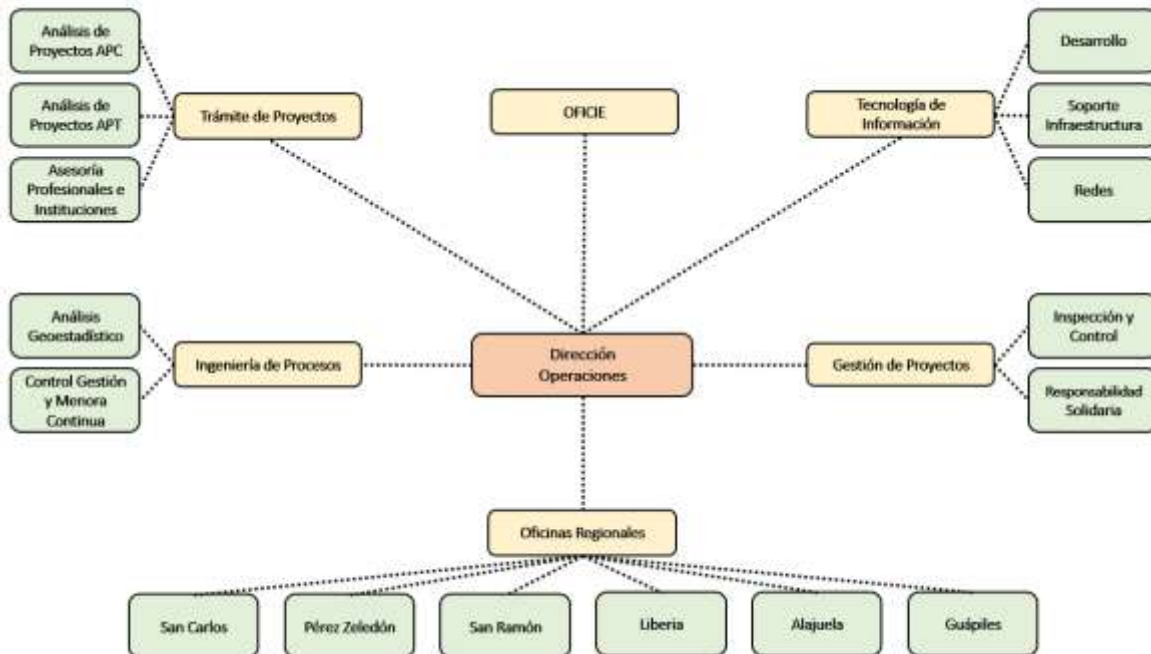 Análisis de
Proyectos APC
Análisis de
Proyectos APT
Asesoría
Profesionales e
Instituciones
Trámite de Proyectos
OFICIE
Tecnología de
Información
Desarrollo
Soporte
Infraestructura
Redes
Análisis
Geoestadístico
Control Gestión
y Menora
Continua
Ingeniería de Procesos
Dirección
Operaciones
Gestión de Proyectos
Inspección y
Control
Responsabilidad
Solidaria
Oficinas Regionales
San Carlos
Pérez Zeledón
San Ramón
Liberia
Alajuela
Guápiles